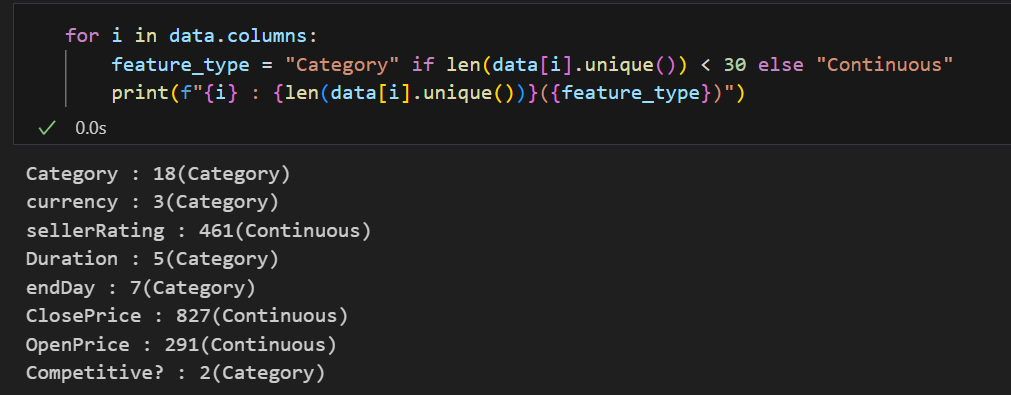 for i in data.columns:
    feature_type = "Category" if len(data[i].unique()) < 30 else "Continuous"
    print(f"{i} : {len(data[i].unique())}({feature_type})")
0.0s
Category : 18(Category)
currency : 3(Category)
sellerRating : 461(Continuous)
Duration : 5(Category)
endDay : 7(Category)
ClosePrice : 827(Continuous)
OpenPrice : 291(Continuous)
Competitive? : 2(Category)